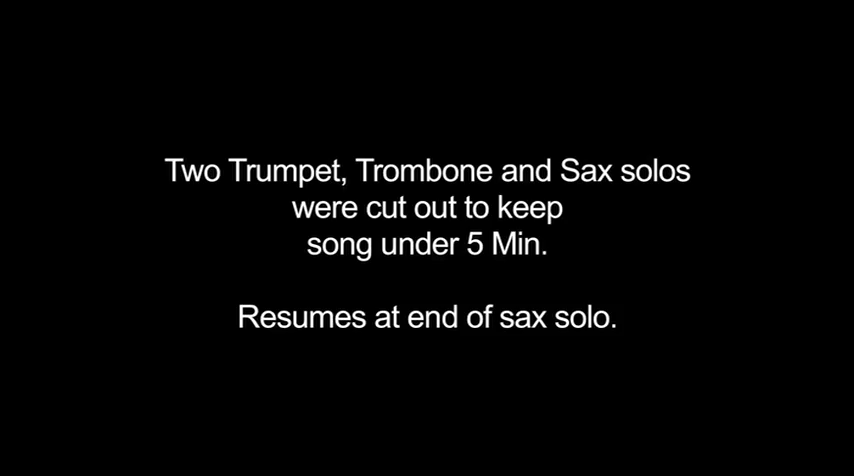 Two Trumpet, Trombone and Sax solos
were cut out to keep
song under 5 Min.
Resumes at end of sax solo.